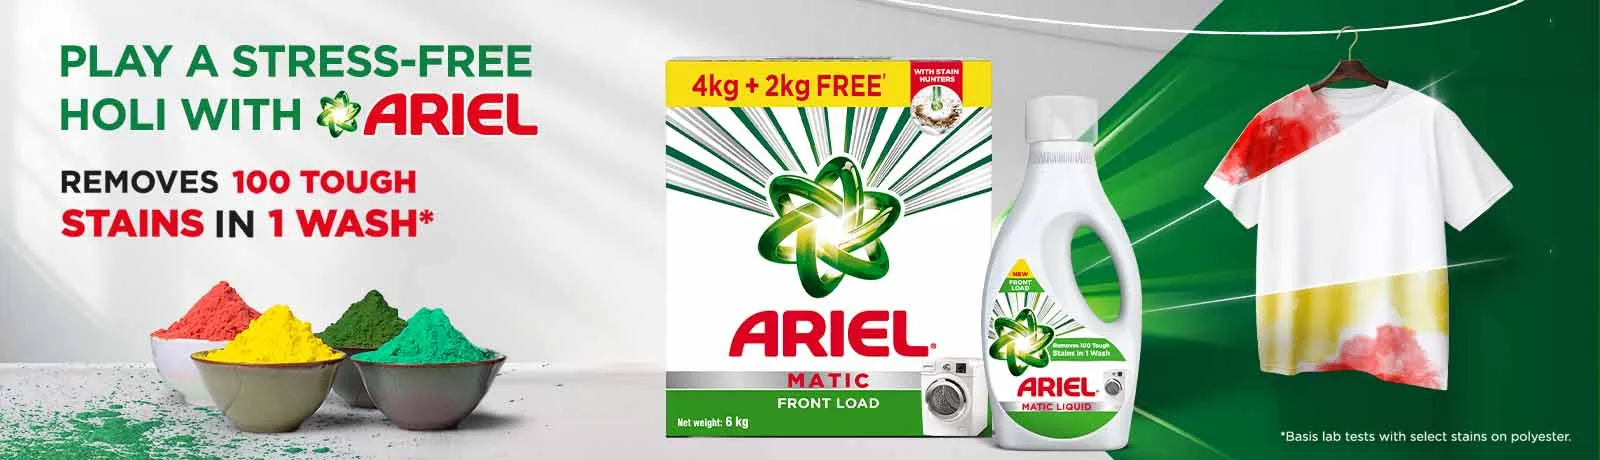 PLAY A STRESS-FREE
HOLI WITH ARIEL
REMOVES 100 TOUGH
STAINS IN 1 WASH*
4kg + 2kg FREE'
WITH STAIN
HUNTERS
ARIEL®
MATIC
FRONT LOAD
Net weight: 6 kg
NEW
FRONT
LOAD
Removes 100 Tough
Stains in 1 Wash
ARIEL
MATIC LIQUID
*Basis lab tests with select stains on polyester.